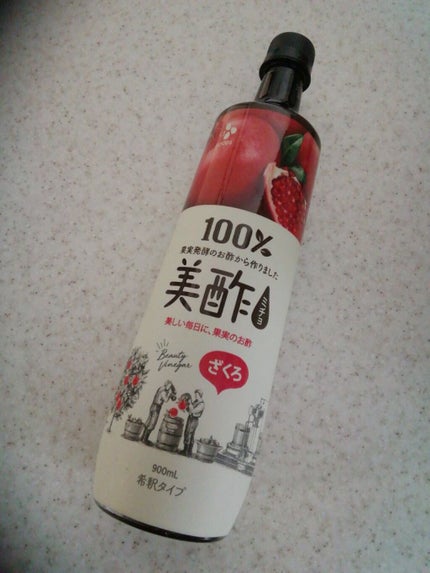 100%
果実発酵のお酢から作りました
美酢
ミチョ
美しい毎日に、果実のお酢
Beauty
Vinegar
ざくろ
900mL
希釈タイプ